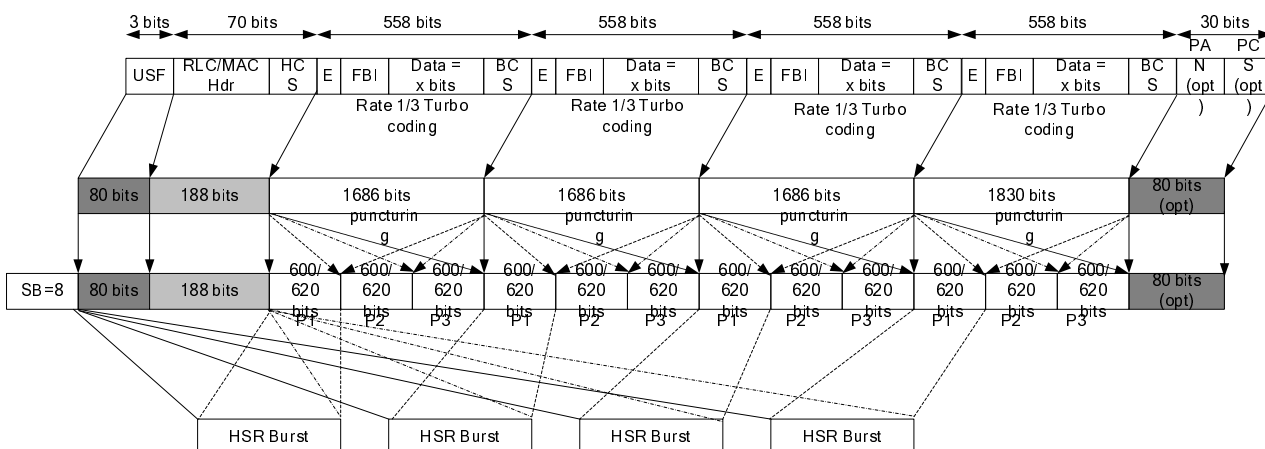 3 bits 70 bits 558 bits 558 bits 558 bits 558 bits 30 bits
USF RLC/MAC Hdr HC S E FBI Data = x bits BC S E FBI Data = x bits BC S E FBI Data = x bits BC S E FBI Data = x bits BC S PA N (opt ) PC S (opt )
Rate 1/3 Turbo coding Rate 1/3 Turbo coding Rate 1/3 Turbo coding Rate 1/3 Turbo coding
80 bits 188 bits 1686 bits puncturin g 1686 bits puncturin g 1686 bits puncturin g 1830 bits puncturin g 80 bits (opt)
SB=8 80 bits 188 bits 600/ 620 bits P1 600/ 620 bits P2 600/ 620 bits P3 600/ 620 bits P1 600/ 620 bits P2 600/ 620 bits P3 600/ 620 bits P1 600/ 620 bits P2 600/ 620 bits P3 600/ 620 bits P1 600/ 620 bits P2 600/ 620 bits P3 80 bits (opt)
HSR Burst HSR Burst HSR Burst HSR Burst